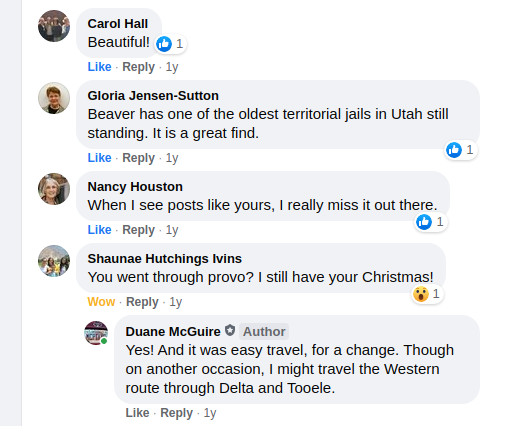 Carol Hall
Beautiful! 1
Like · Reply · 1y
Gloria Jensen-Sutton
Beaver has one of the oldest territorial jails in Utah still
standing. It is a great find.
1
Like · Reply · 1y
Nancy Houston
When I see posts like yours, I really miss it out there.
1
Like · Reply · 1y
Shaunae Hutchings Ivins
You went through provo? I still have your Christmas!
1
Wow · Reply · 1y
Duane McGuire Author
Yes! And it was easy travel, for a change. Though
on another occasion, I might travel the Western
route through Delta and Tooele.
Like · Reply · 1y